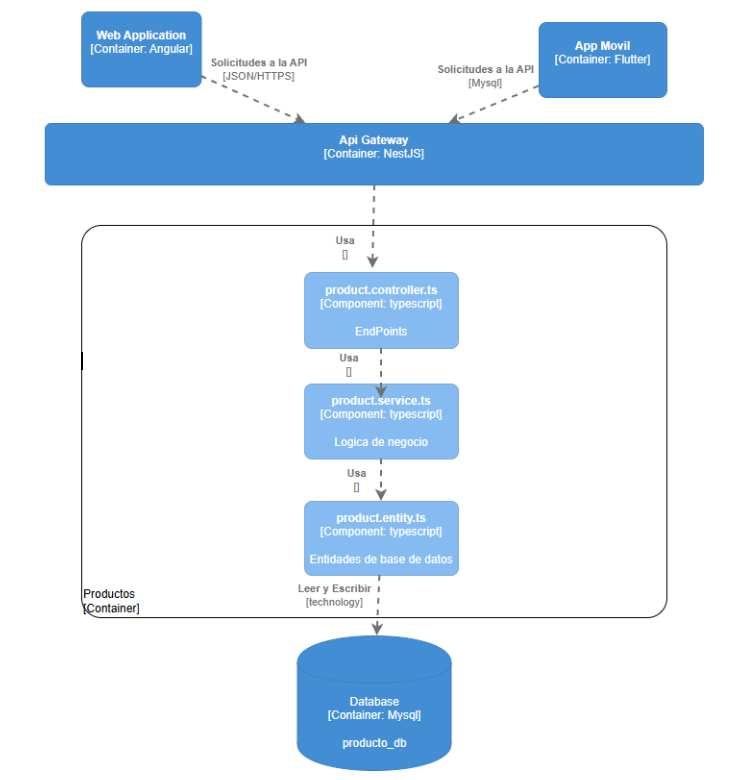 Web Application
[Container: Angular]
Solicitudes a la API
[JSON/HTTPS]
App Movil
[Container: Flutter]
Solicitudes a la API
[Mysql]
Api Gateway
[Container: NestJS]
Usa
[]
product.controller.ts
[Component: typescript]
EndPoints
Usa
[]
product.service.ts
[Component: typescript]
Logica de negocio
Usa
[]
product.entity.ts
[Component: typescript]
Entidades de base de datos
Leer y Escribir
[technology]
Productos
[Container]
Database
[Container: Mysql]
producto_db